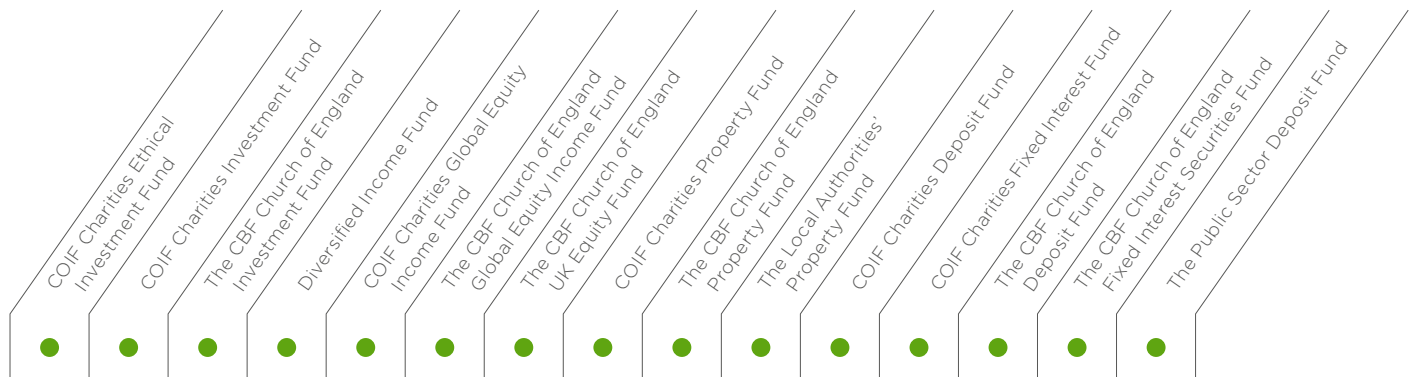 COIF Charities Ethical
Investment Fund
COIF Charities Investment Fund
The CBF Church of England
Investment Fund
Diversified Income Fund
COIF Charities Global Equity
Income Fund
The CBF Church of England
Global Equity Income Fund
The CBF Church of England
UK Equity Fund
COIF Charities Property Fund
The CBF Church of England
Property Fund
The Local Authorities’
Property Fund
COIF Charities Deposit Fund
COIF Charities Fixed Interest Fund
The CBF Church of England
Deposit Fund
The CBF Church of England
Fixed Interest Securities Fund
The Public Sector Deposit Fund